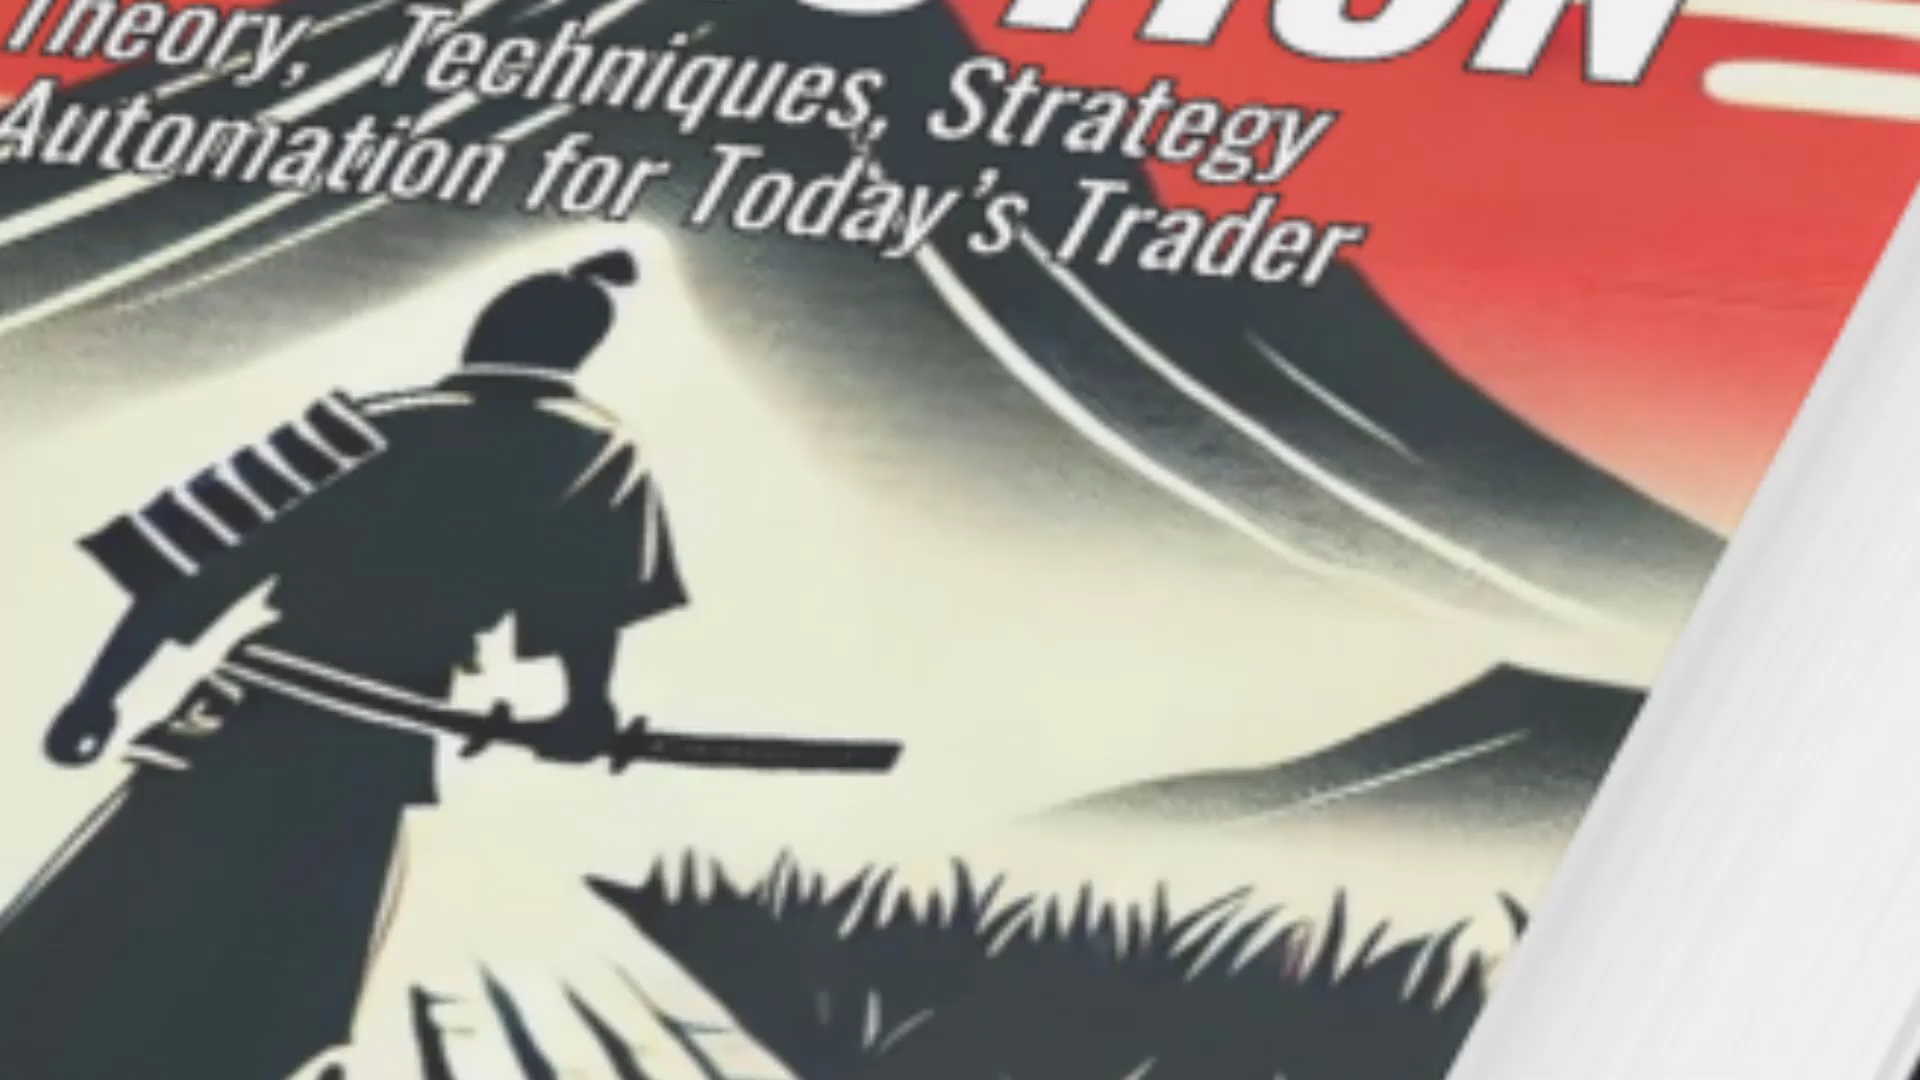 Theory, Techniques, Strategy
Automation for Today's Trader